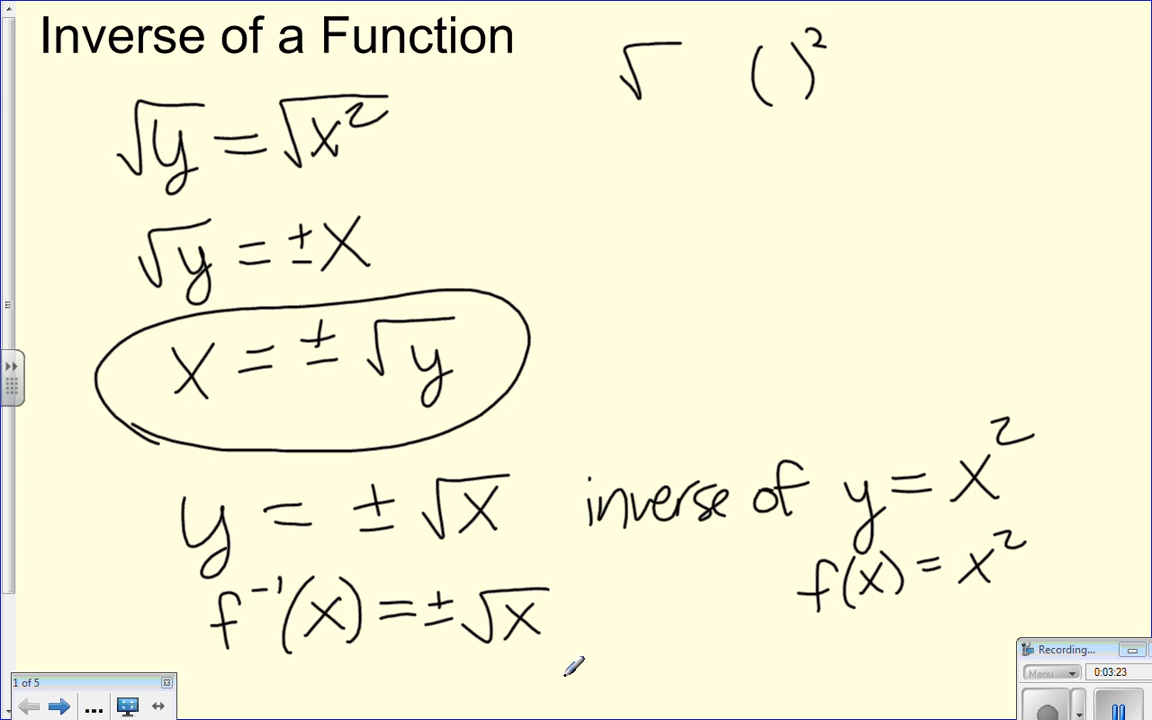 Inverse of a Function
√ ( )²
√y = √x²
√y = ±x
x = ± √y
y = ± √x inverse of y = x²
f⁻¹(x) = ± √x f(x) = x²
Recording...
Menu 0:03:23
1 of 5
...